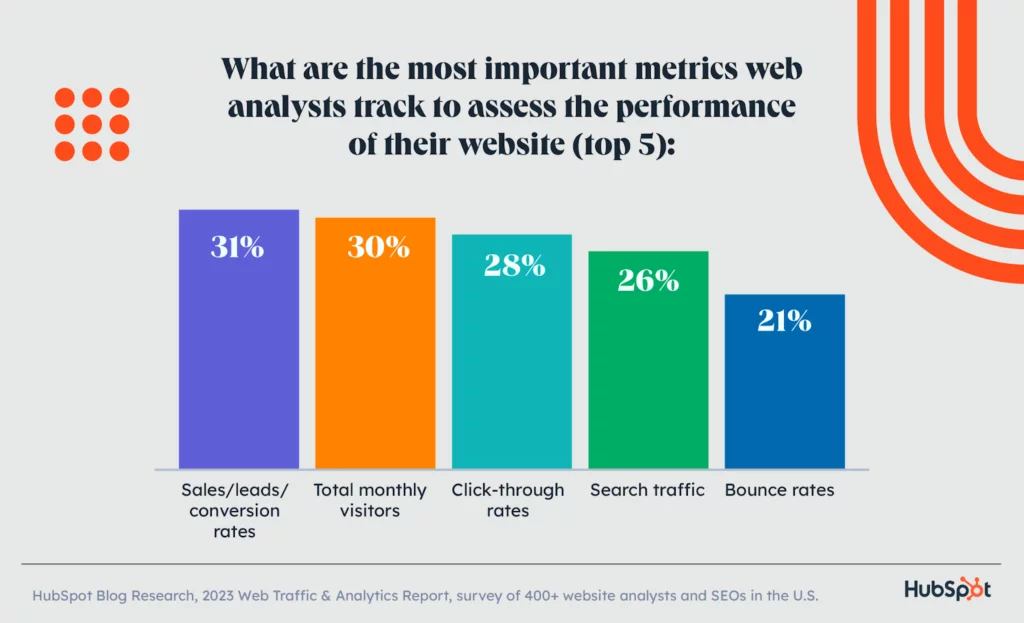 What are the most important metrics web
analysts track to assess the performance
of their website (top 5):
31%
30%
28%
26%
21%
Sales/leads/
conversion
rates
Total monthly
visitors
Click-through
rates
Search traffic
Bounce rates
HubSpot Blog Research, 2023 Web Traffic & Analytics Report, survey of 400+ website analysts and SEOs in the U.S.
HubSpot